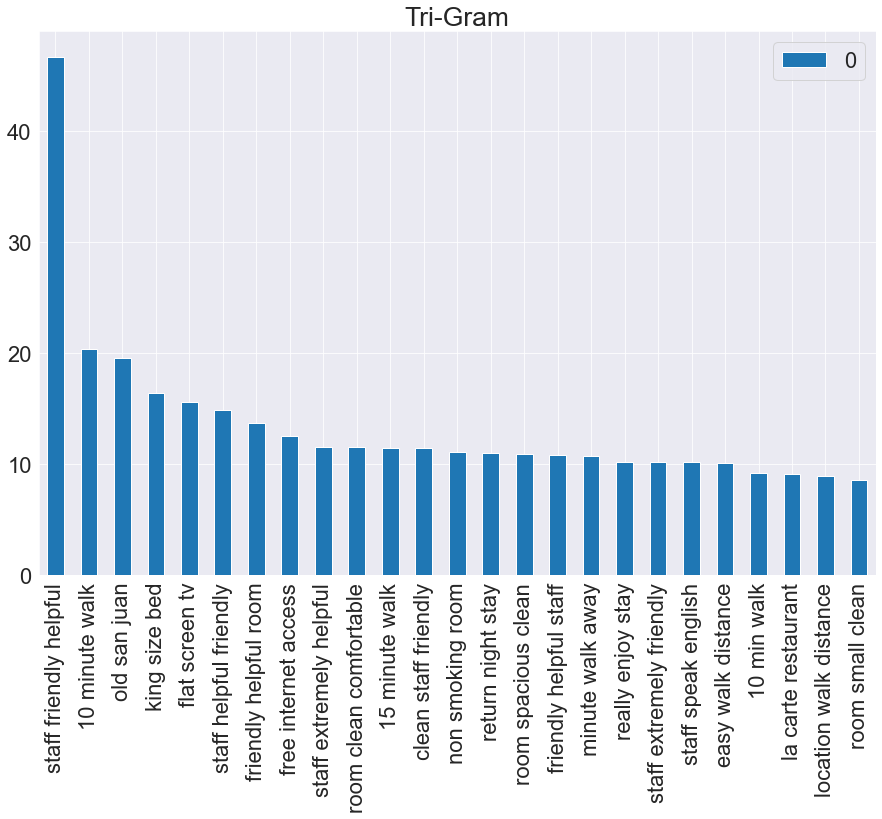 Tri-Gram
0
40
30
20
10
0
staff friendly helpful
10 minute walk
old san juan
king size bed
flat screen tv
staff helpful friendly
friendly helpful room
free internet access
staff extremely helpful
room clean comfortable
15 minute walk
clean staff friendly
non smoking room
return night stay
room spacious clean
friendly helpful staff
minute walk away
really enjoy stay
staff extremely friendly
staff speak english
easy walk distance
10 min walk
la carte restaurant
location walk distance
room small clean